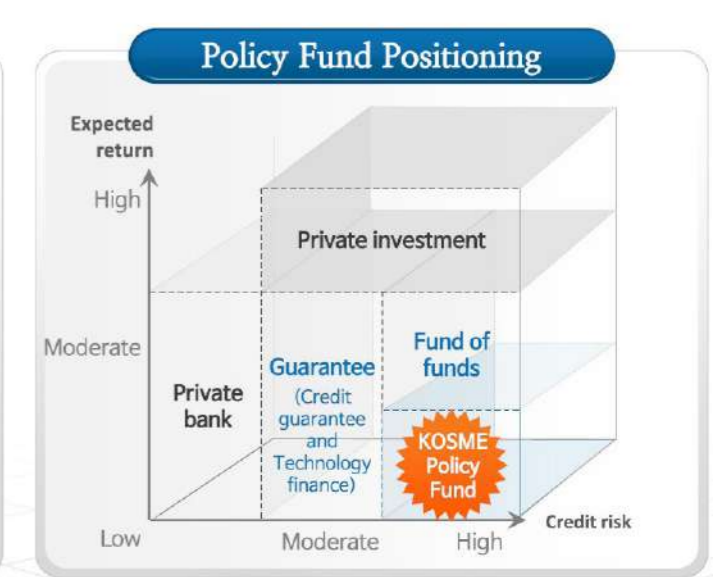 Policy Fund Positioning
Expected
return
High
Private investment
Moderate
Fund of
funds
Guarantee
(Credit
guarantee
and
Technology
finance)
Private
bank
KOSME
Policy
Fund
Credit risk
Low
Moderate
High